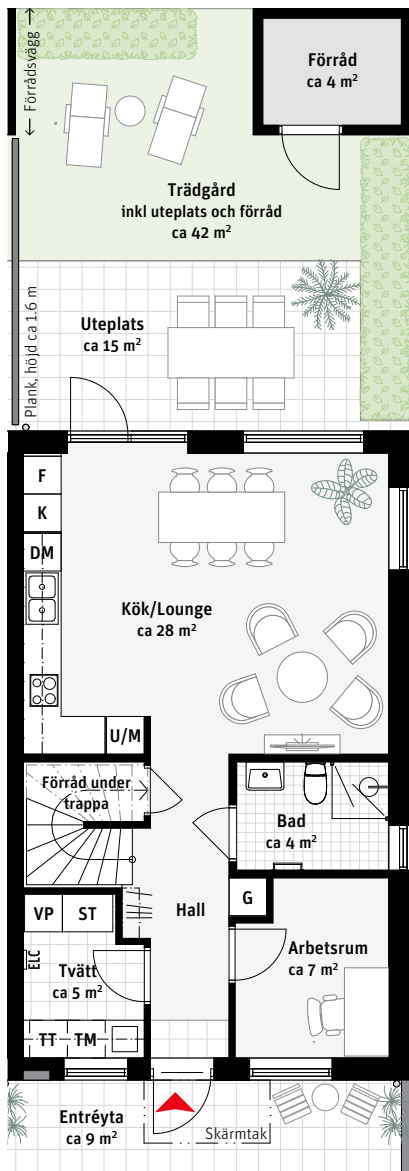 Förrådsvägg
Förråd
ca 4 m²
Trädgård
inkl uteplats och förråd
ca 42 m²
Plank, höjd ca 1.6 m
Uteplats
ca 15 m²
F
K
DM
Kök/Lounge
ca 28 m²
U/M
Förråd under
trappa
Bad
ca 4 m²
VP
ST
Hall
G
ELC
Tvätt
ca 5 m²
Arbetsrum
ca 7 m²
TT
TM
Entréyta
ca 9 m²
Skärmtak